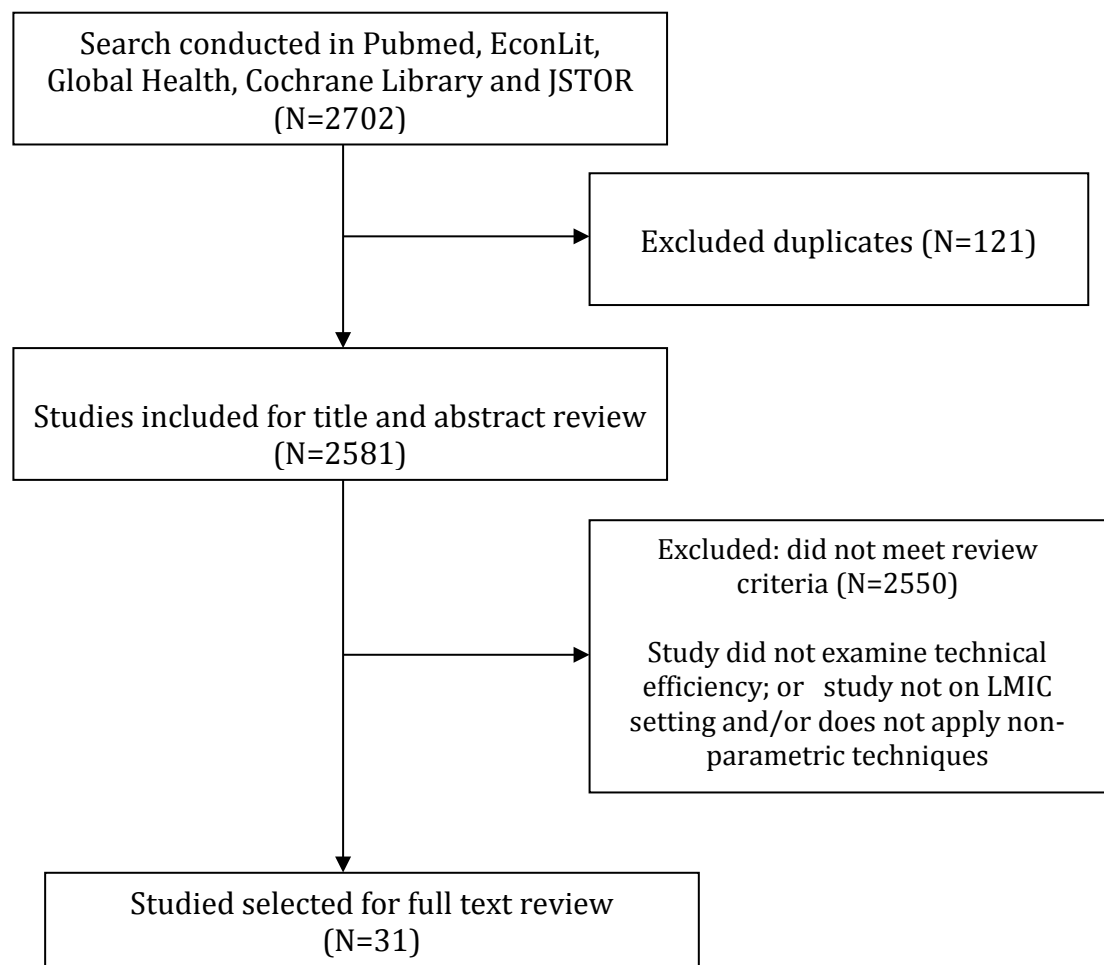 Search conducted in Pubmed, EconLit,
Global Health, Cochrane Library and JSTOR
(N=2702)
Excluded duplicates (N=121)
Studies included for title and abstract review
(N=2581)
Excluded: did not meet review
criteria (N=2550)
Study did not examine technical
efficiency; or study not on LMIC
setting and/or does not apply non-
parametric techniques
Studied selected for full text review
(N=31)